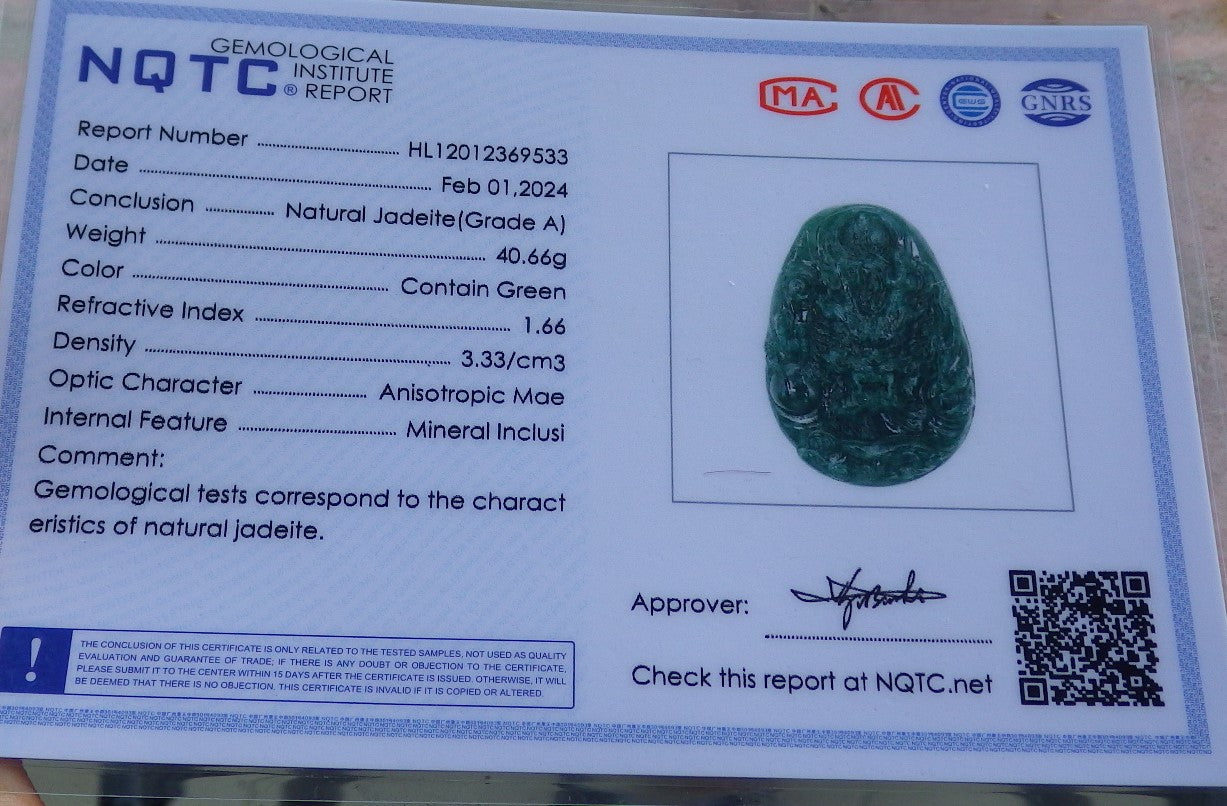 NQTC®
GEMOLOGICAL
INSTITUTE
REPORT
MA
GNRS
Report Number ........ HL12012369533
Date ........ Feb 01,2024
Conclusion ........ Natural Jadeite(Grade A)
Weight ........ 40.66g
Color ........ Contain Green
Refractive Index ........ 1.66
Density ........ 3.33/cm3
Optic Character ........ Anisotropic Mae
Internal Feature ........ Mineral Inclusi
Comment:
Gemological tests correspond to the charact
eristics of natural jadeite.
!
THE CONCLUSION OF THIS CERTIFICATE IS ONLY RELATED TO THE TESTED SAMPLES, NOT USED AS QUALITY
EVALUATION AND GUARANTEE OF TRADE; IF THERE IS ANY DOUBT OR OBJECTION TO THE CERTIFICATE,
PLEASE SUBMIT IT TO THE CENTER WITHIN 15 DAYS AFTER THE CERTIFICATE IS ISSUED. OTHERWISE, IT WILL
BE DEEMED THAT THERE IS NO OBJECTION. THIS CERTIFICATE IS INVALID IF IT IS COPIED OR ALTERED.
Approver:
Check this report at NQTC.net